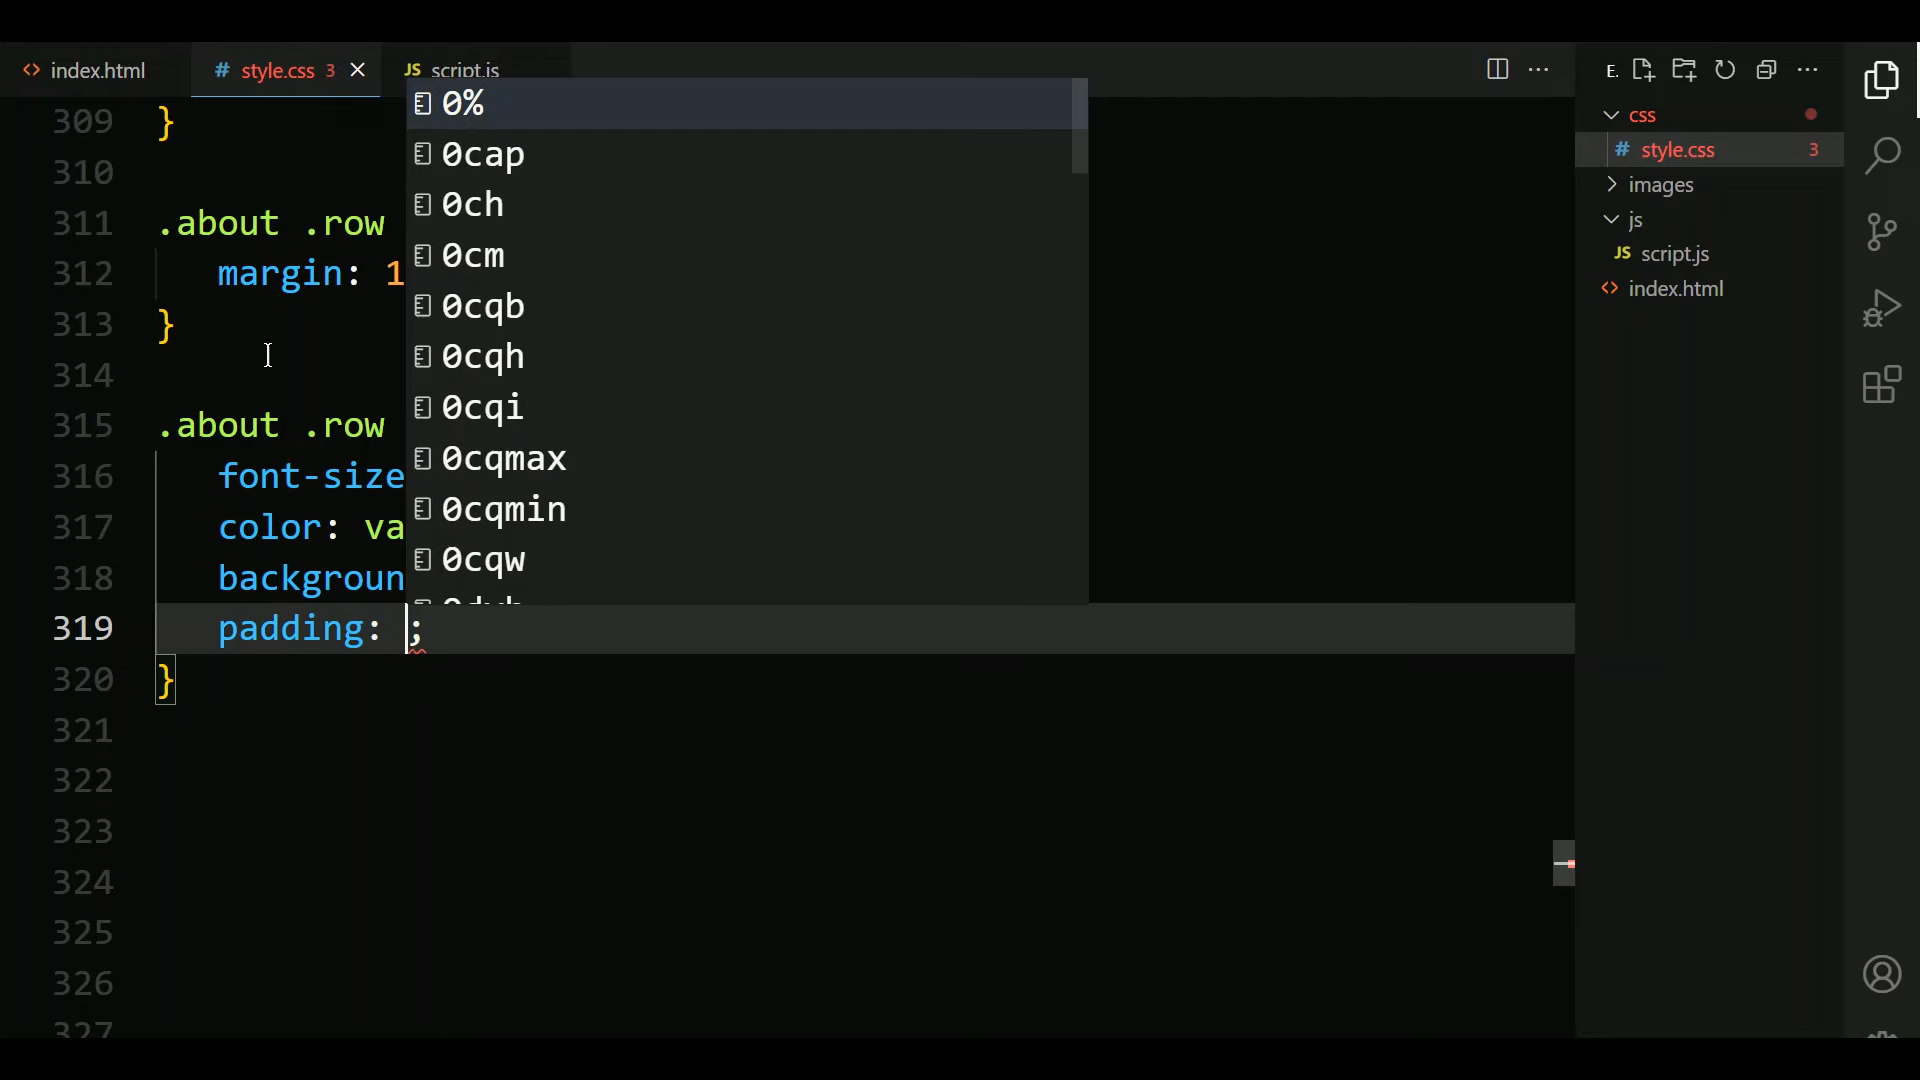 index.html
# style.css 3
JS script.js
309 }
310
311 .about .row
312 margin: 1
313 }
314
315 .about .row
316 font-size
317 color: va
318 backgroun
319 padding: ;
320 }
321
322
323
324
325
326
327
0%
0cap
0ch
0cm
0cqb
0cqh
0cqi
0cqmax
0cqmin
0cqw
E.
css
# style.css 3
images
js
JS script.js
index.html